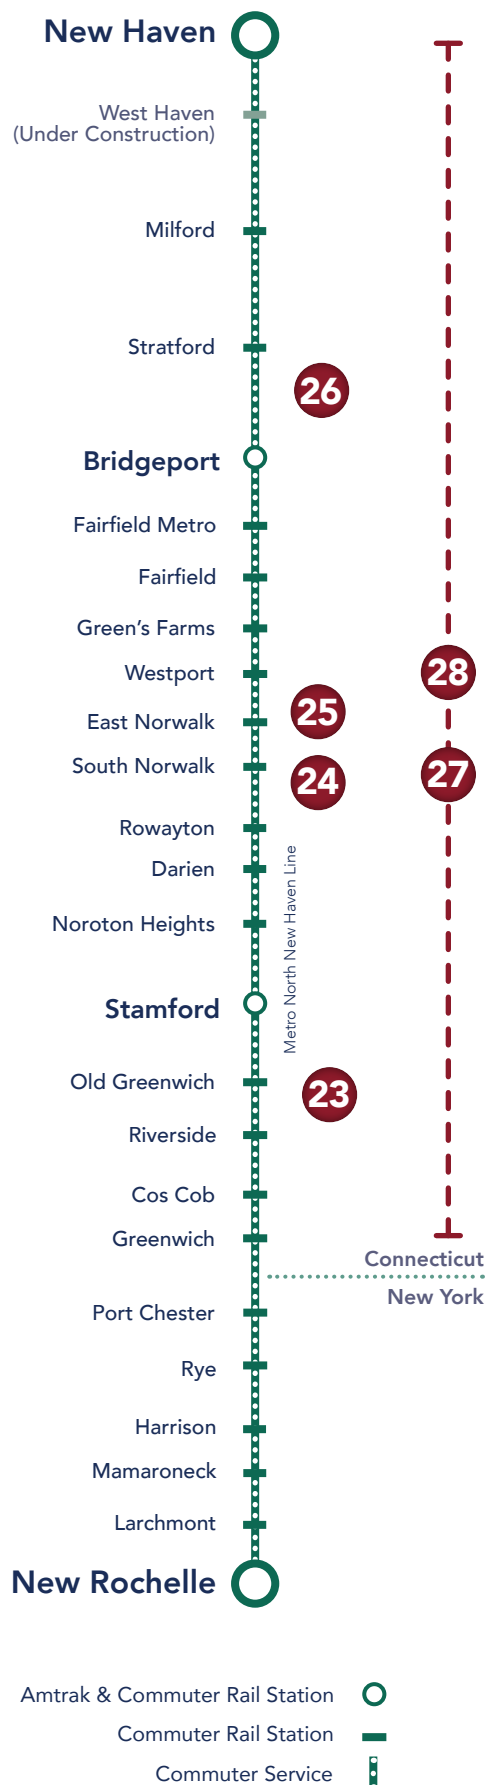 New Haven
West Haven
(Under Construction)
Milford
Stratford
26
Bridgeport
Fairfield Metro
Fairfield
Green’s Farms
Westport
28
25
East Norwalk
South Norwalk
24
27
Rowayton
Darien
Noroton Heights
Metro North New Haven Line
Stamford
Old Greenwich
23
Riverside
Cos Cob
Greenwich
Connecticut
New York
Port Chester
Rye
Harrison
Mamaroneck
Larchmont
New Rochelle
Amtrak & Commuter Rail Station
Commuter Rail Station
Commuter Service